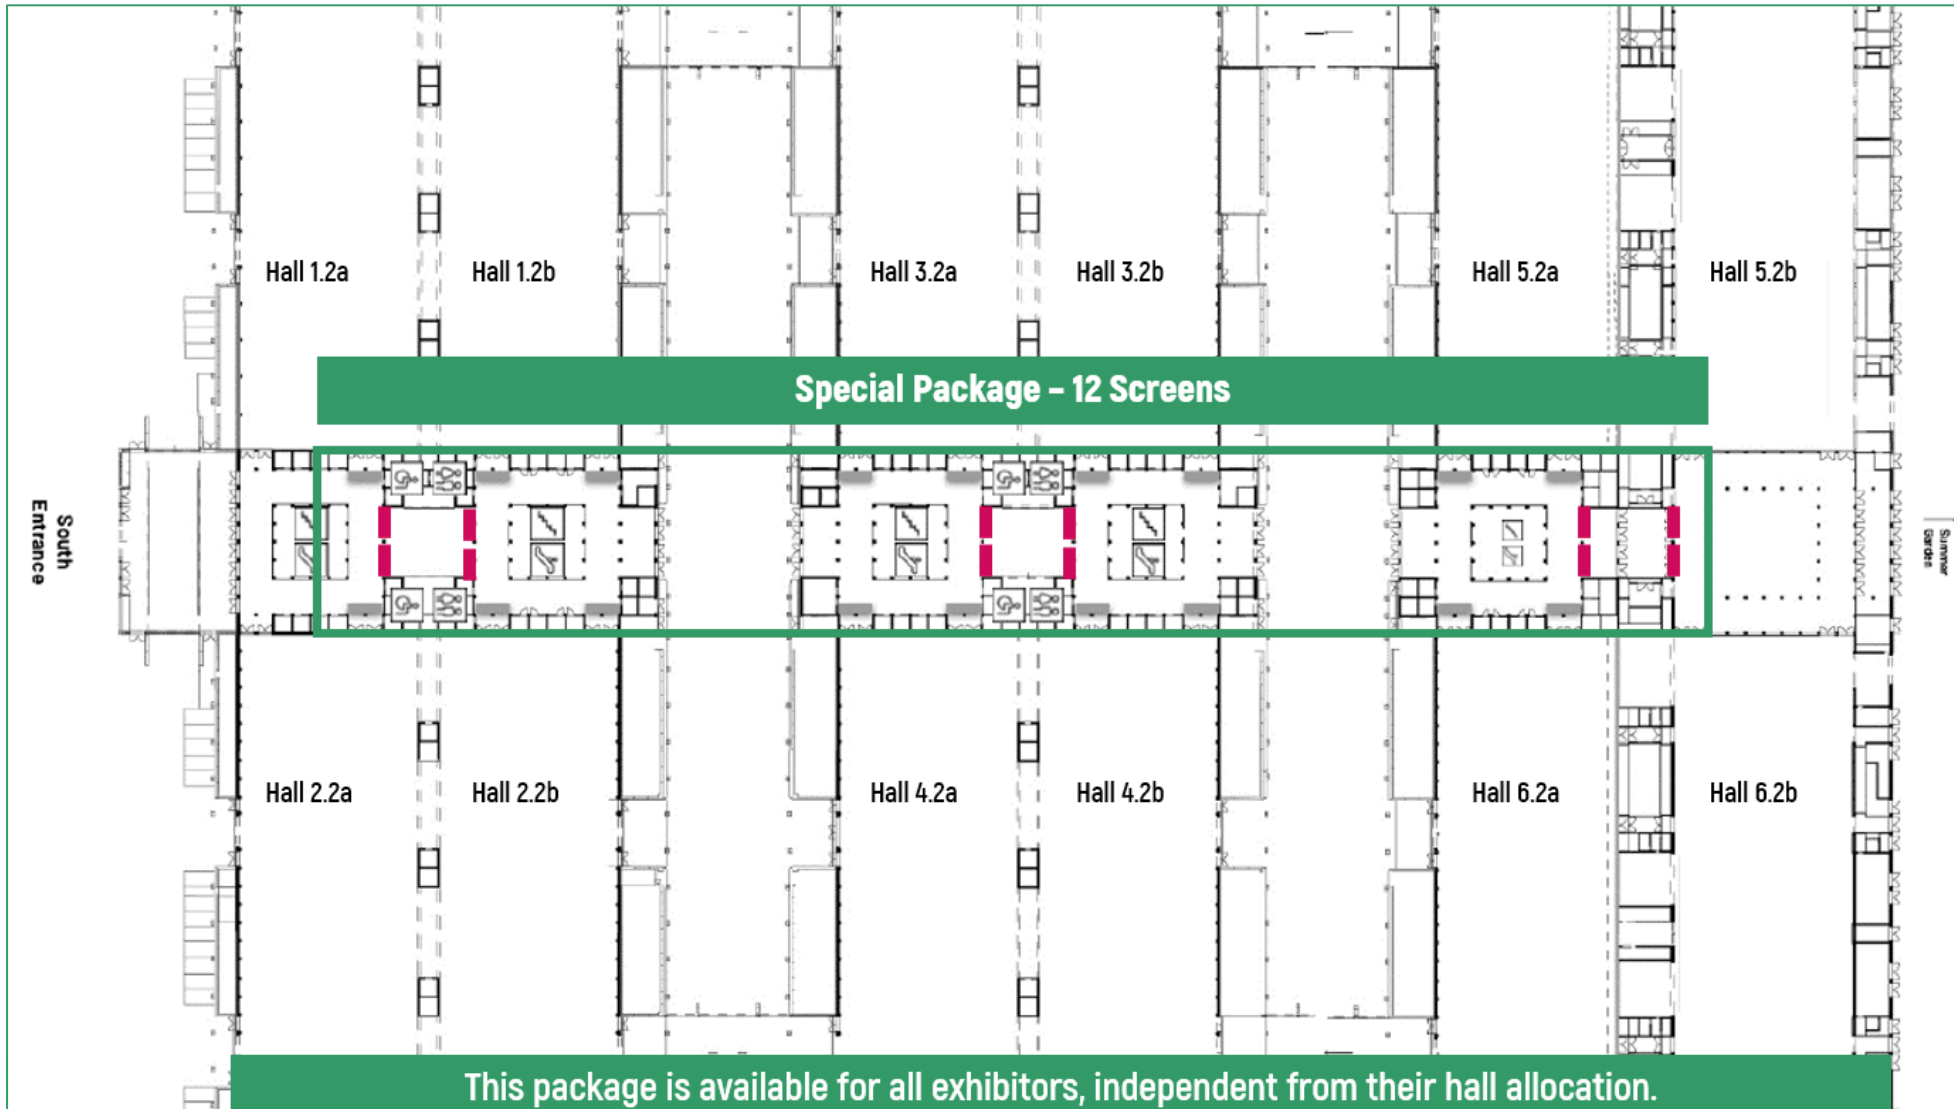 Hall 1.2a
Hall 1.2b
Hall 3.2a
Hall 3.2b
Hall 5.2a
Hall 5.2b
Special Package – 12 Screens
South
Entrance
Summer
Garden
Hall 2.2a
Hall 2.2b
Hall 4.2a
Hall 4.2b
Hall 6.2a
Hall 6.2b
This package is available for all exhibitors, independent from their hall allocation.